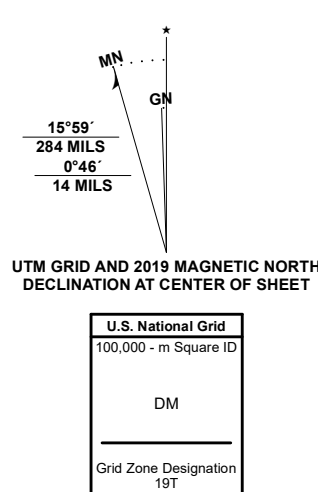 ★
MN
GN
15°59´
284 MILS
0°46´
14 MILS
UTM GRID AND 2019 MAGNETIC NORTH
DECLINATION AT CENTER OF SHEET
U.S. National Grid
100,000 - m Square ID
DM
Grid Zone Designation
19T